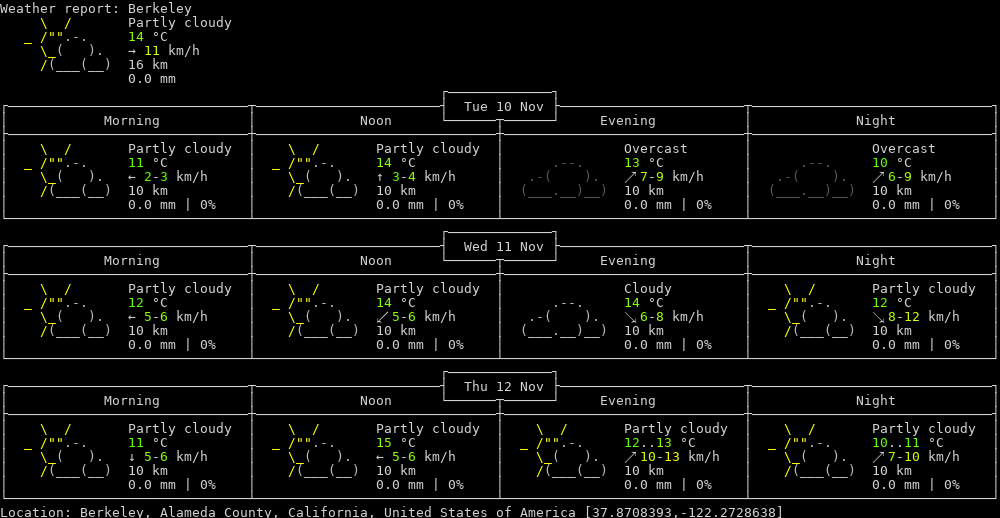 Weather report: Berkeley
Partly cloudy
14 °C
→ 11 km/h
16 km
0.0 mm
Tue 10 Nov
Morning Noon Evening Night
Partly cloudy Partly cloudy Overcast Overcast
11 °C 14 °C 13 °C 10 °C
← 2-3 km/h ↑ 3-4 km/h ↗ 7-9 km/h ↗ 6-9 km/h
10 km 10 km 10 km 10 km
0.0 mm | 0% 0.0 mm | 0% 0.0 mm | 0% 0.0 mm | 0%
Wed 11 Nov
Morning Noon Evening Night
Partly cloudy Partly cloudy Cloudy Partly cloudy
12 °C 14 °C 14 °C 12 °C
← 5-6 km/h ↙ 5-6 km/h ↘ 6-8 km/h ↘ 8-12 km/h
10 km 10 km 10 km 10 km
0.0 mm | 0% 0.0 mm | 0% 0.0 mm | 0% 0.0 mm | 0%
Thu 12 Nov
Morning Noon Evening Night
Partly cloudy Partly cloudy Partly cloudy Partly cloudy
11 °C 15 °C 12..13 °C 10..11 °C
↓ 5-6 km/h ← 5-6 km/h ↗ 10-13 km/h ↗ 7-10 km/h
10 km 10 km 10 km 10 km
0.0 mm | 0% 0.0 mm | 0% 0.0 mm | 0% 0.0 mm | 0%
Location: Berkeley, Alameda County, California, United States of America [37.8708393,-122.2728638]